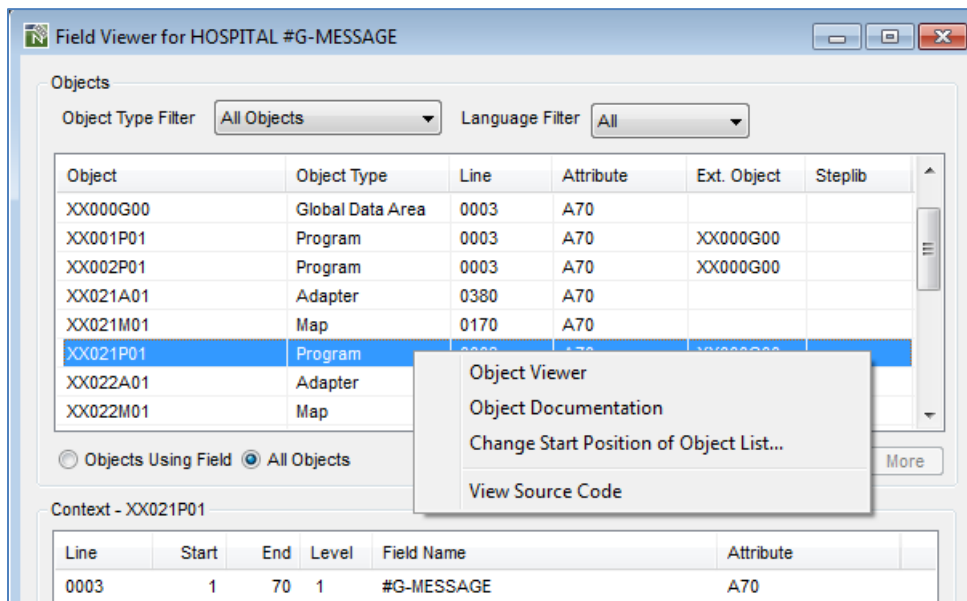 Field Viewer for HOSPITAL #G-MESSAGE
Objects
Object Type Filter All Objects Language Filter All
Object Object Type Line Attribute Ext. Object Steplib
XX000G00 Global Data Area 0003 A70
XX001P01 Program 0003 A70 XX000G00
XX002P01 Program 0003 A70 XX000G00
XX021A01 Adapter 0380 A70
XX021M01 Map 0170 A70
XX021P01 Program
XX022A01 Adapter
XX022M01 Map
Object Viewer
Object Documentation
Change Start Position of Object List...
View Source Code
Objects Using Field All Objects More
Context - XX021P01
Line Start End Level Field Name Attribute
0003 1 70 1 #G-MESSAGE A70